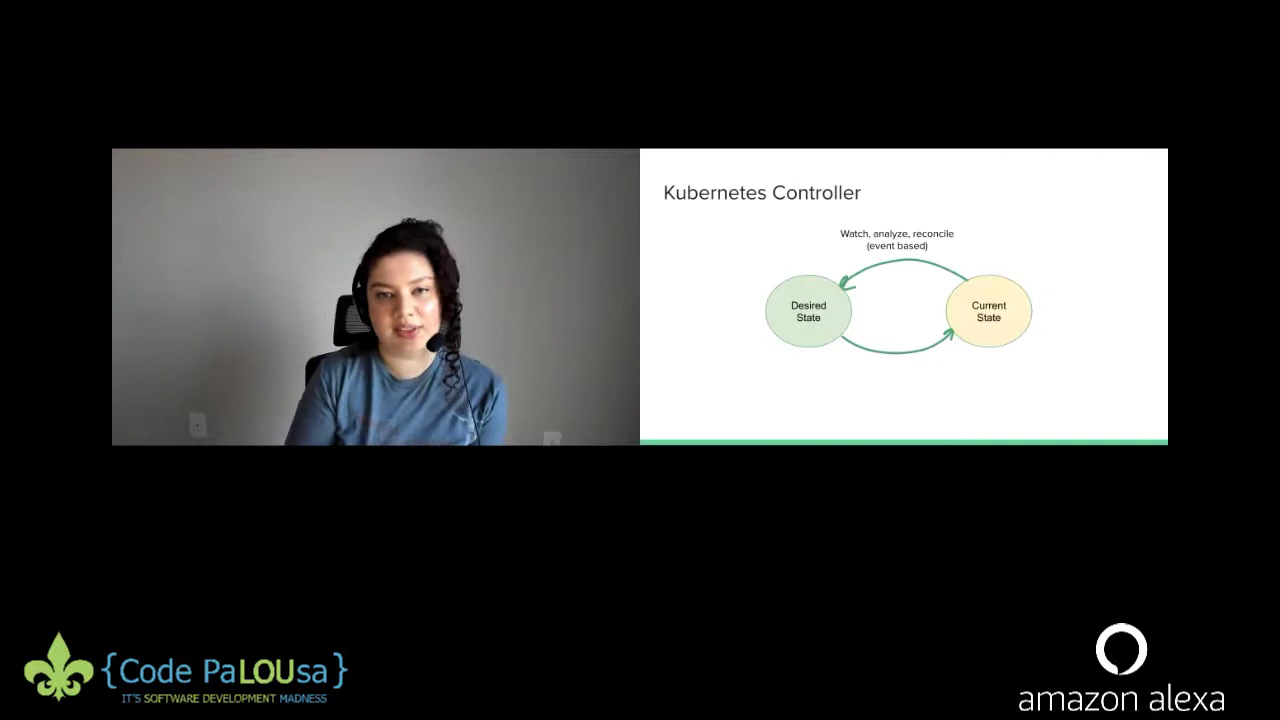 Kubernetes Controller
Watch, analyze, reconcile
(event based)
Desired
State
Current
State
{Code PaLOUsa}
IT'S SOFTWARE DEVELOPMENT MADNESS
amazon alexa